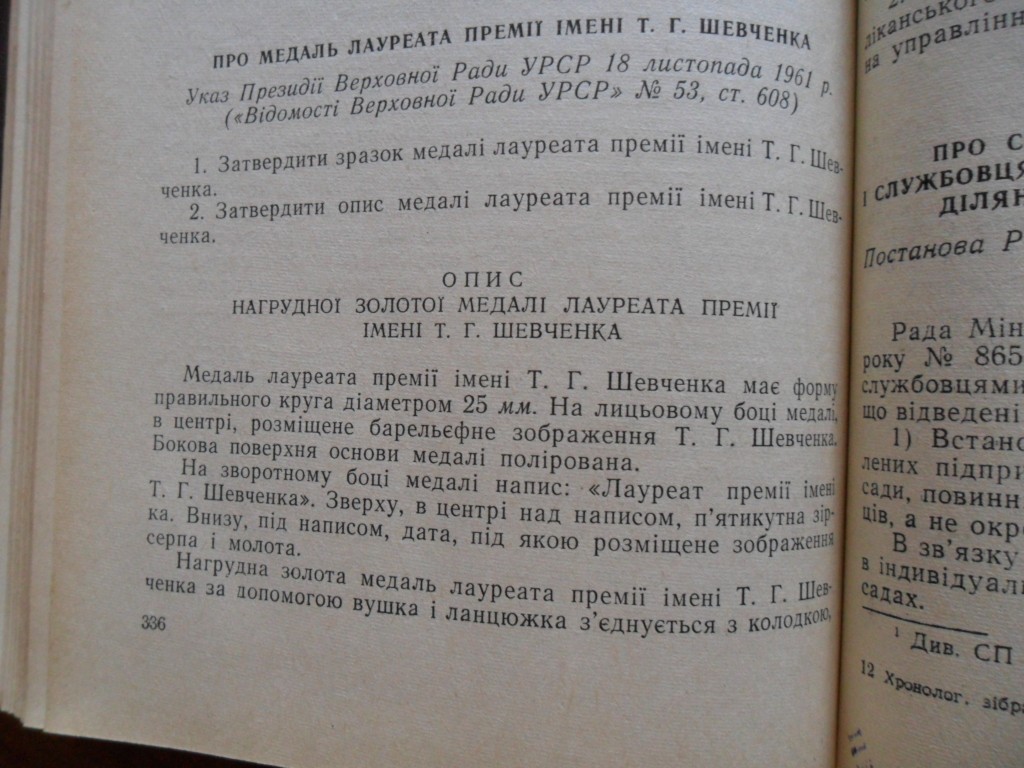 ПРО МЕДАЛЬ ЛАУРЕАТА ПРЕМІЇ ІМЕНІ Т. Г. ШЕВЧЕНКА
Указ Президії Верховної Ради УРСР 18 листопада 1961 р.
(«Відомості Верховної Ради УРСР» № 53, ст. 608)
1. Затвердити зразок медалі лауреата премії імені Т. Г. Шев-
ченка.
2. Затвердити опис медалі лауреата премії імені Т. Г. Шев-
ченка.
ОПИС
НАГРУДНОЇ ЗОЛОТОЇ МЕДАЛІ ЛАУРЕАТА ПРЕМІЇ
ІМЕНІ Т. Г. ШЕВЧЕНКА
Медаль лауреата премії імені Т. Г. Шевченка має форму
правильного круга діаметром 25 мм. На лицьовому боці медалі,
в центрі, розміщене барельєфне зображення Т. Г. Шевченка.
Бокова поверхня основи медалі полірована.
На зворотному боці медалі напис: «Лауреат премії імені
Т. Г. Шевченка». Зверху, в центрі над написом, п'ятикутна зір-
ка. Внизу, під написом, дата, під якою розміщене зображення
серпа і молота.
Нагрудна золота медаль лауреата премії імені Т. Г. Шев-
ченка за допомогою вушка і ланцюжка з'єднується з колодкою,
336
2.
ліканського
на управлінн
ПРО С
І СЛУЖБОВЦЯ
ДІЛЯН
Постанова Р
Рада Мін
року № 865
службовцями
що відведені
1) Встано
лених підпри
сади, повинн
ців, а не окра
В зв'язку
в індивідуаль
садах.
1 Див. СП
12 Хронолог. зібра